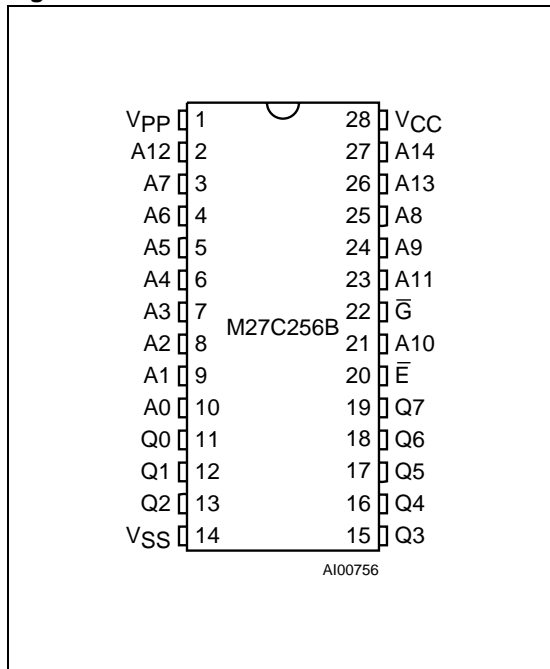 VPP 1 28 VCC
A12 2 27 A14
A7 3 26 A13
A6 4 25 A8
A5 5 24 A9
A4 6 23 A11
A3 7 22 G̅
M27C256B
A2 8 21 A10
A1 9 20 E̅
A0 10 19 Q7
Q0 11 18 Q6
Q1 12 17 Q5
Q2 13 16 Q4
VSS 14 15 Q3
AI00756